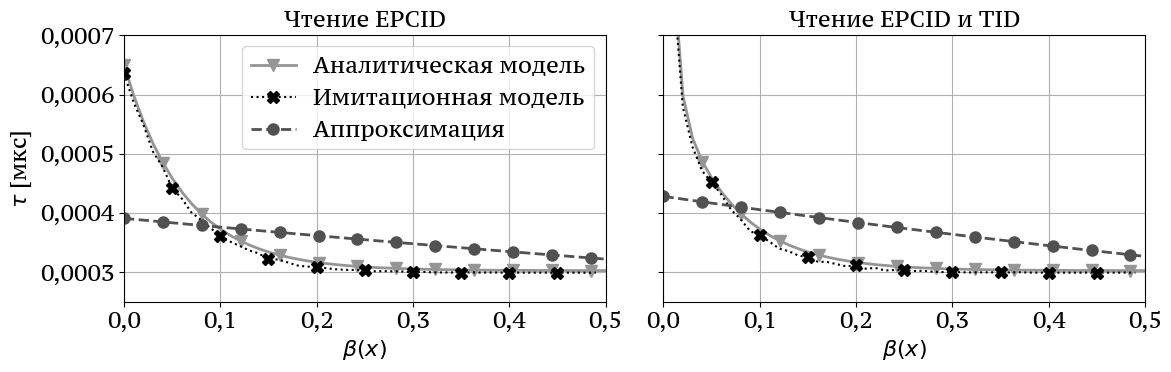 Чтение EPCID
Чтение EPCID и TID
0,0007
0,0006
0,0005
0,0004
0,0003
τ [мкс]
Аналитическая модель
Имитационная модель
Аппроксимация
0,0 0,1 0,2 0,3 0,4 0,5
β(x)
0,0 0,1 0,2 0,3 0,4 0,5
β(x)